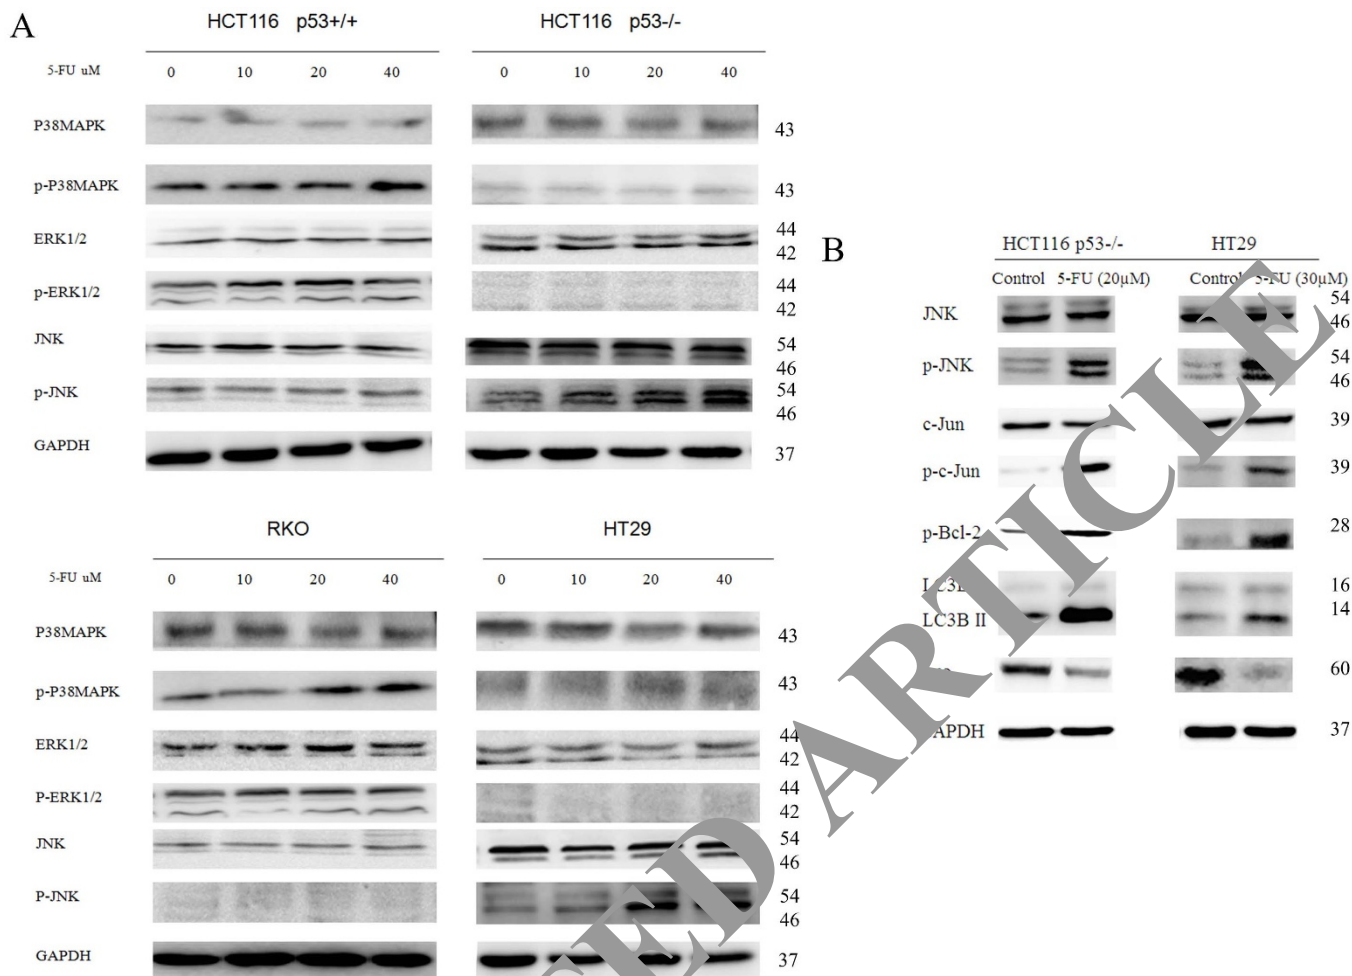 A
HCT116 p53+/+
HCT116 p53-/-
5-FU uM
0 10 20 40
0 10 20 40
P38MAPK
43
p-P38MAPK
43
ERK1/2
44
42
p-ERK1/2
44
42
JNK
54
46
p-JNK
54
46
GAPDH
37
RKO
HT29
5-FU uM
0 10 20 40
0 10 20 40
P38MAPK
43
p-P38MAPK
43
ERK1/2
44
42
P-ERK1/2
44
42
JNK
54
46
P-JNK
54
46
GAPDH
37
B
HCT116 p53-/-
HT29
Control 5-FU (20µM)
Control 5-FU (30µM)
JNK
54
46
p-JNK
54
46
c-Jun
39
p-c-Jun
39
p-Bcl-2
28
16
LC3B II
14
60
GAPDH
37
ARTICLE